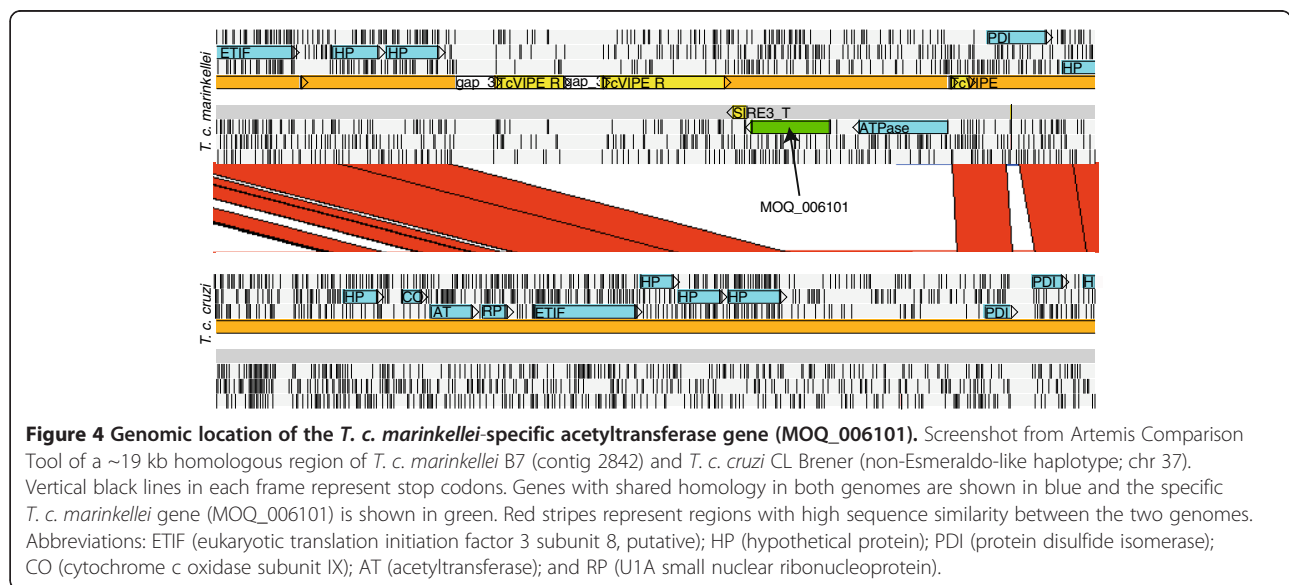 PDI
ETIF HP HP
HP
gap_3 TcVIPE_R gap_3 TcVIPE_R TcVIPE
T. c. marinkellei
SIRE3_T
ATPase
MOQ_006101
HP PDI
HP CO HP HP H
AT RP ETIF PDI
T. c. cruzi
Figure 4 Genomic location of the T. c. marinkellei-specific acetyltransferase gene (MOQ_006101). Screenshot from Artemis Comparison
Tool of a ~19 kb homologous region of T. c. marinkellei B7 (contig 2842) and T. c. cruzi CL Brener (non-Esmeraldo-like haplotype; chr 37).
Vertical black lines in each frame represent stop codons. Genes with shared homology in both genomes are shown in blue and the specific
T. c. marinkellei gene (MOQ_006101) is shown in green. Red stripes represent regions with high sequence similarity between the two genomes.
Abbreviations: ETIF (eukaryotic translation initiation factor 3 subunit 8, putative); HP (hypothetical protein); PDI (protein disulfide isomerase);
CO (cytochrome c oxidase subunit IX); AT (acetyltransferase); and RP (U1A small nuclear ribonucleoprotein).